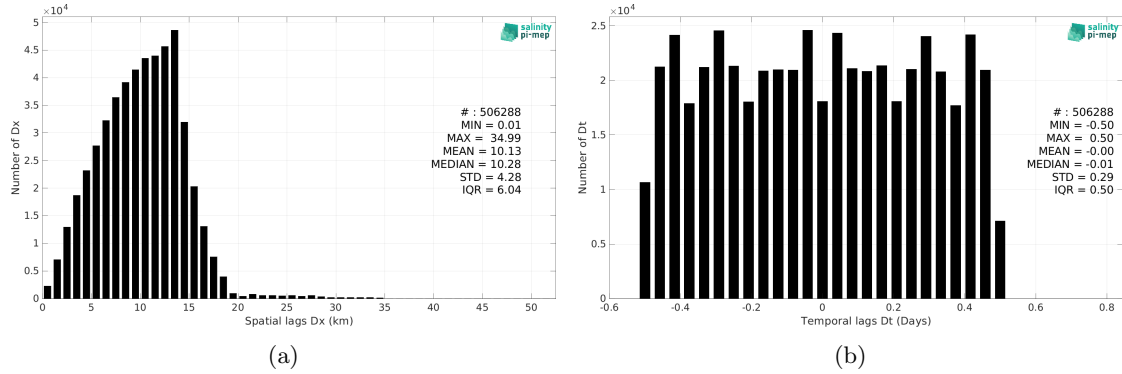 ×10⁴
5
4.5
4
3.5
3
2.5
2
1.5
1
0.5
0
Number of Dx
salinity
pi-mep
# : 506288
MIN = 0.01
MAX = 34.99
MEAN = 10.13
MEDIAN = 10.28
STD = 4.28
IQR = 6.04
0 5 10 15 20 25 30 35 40 45 50
Spatial lags Dx (km)
(a)
×10⁴
2.5
2
1.5
1
0.5
0
Number of Dt
salinity
pi-mep
# : 506288
MIN = -0.50
MAX = 0.50
MEAN = -0.00
MEDIAN = -0.01
STD = 0.29
IQR = 0.50
-0.6 -0.4 -0.2 0 0.2 0.4 0.6 0.8
Temporal lags Dt (Days)
(b)